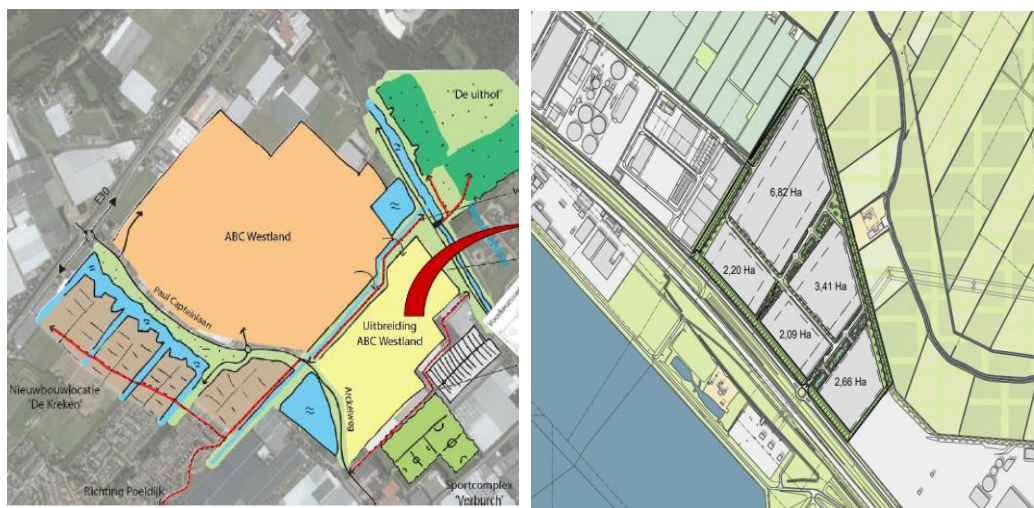 'De uithof'
E30
ABC Westland
Paul Capteinlaan
Uitbreiding
ABC Westland
Nieuwbouwlocatie
'De Kreken'
Arckelweg
Richting Poeldijk
Sportcomplex
'Verburch'
6,82 Ha
2,20 Ha
3,41 Ha
2,09 Ha
2,66 Ha